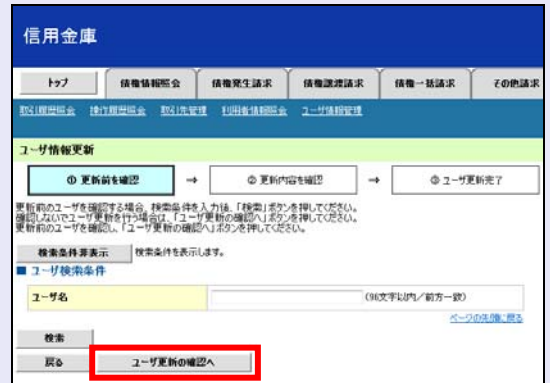 信用金庫
トップ 債権情報照会 債権発生請求 債権譲渡請求 債権一括請求 その他請求
取引履歴照会 操作履歴照会 取引先管理 利用者情報照会 ユーザ情報管理
ユーザ情報更新
① 更新前を確認 → ② 更新内容を確認 → ③ ユーザ更新完了
更新前のユーザを確認する場合、検索条件を入力後、「検索」ボタンを押してください。
確認しないでユーザ更新を行う場合は、「ユーザ更新の確認へ」ボタンを押してください。
更新前のユーザを確認し、「ユーザ更新の確認へ」ボタンを押してください。
検索条件非表示 検索条件を表示します。
■ ユーザ検索条件
ユーザ名 (96文字以内/前方一致)
ページの先頭に戻る
検索
戻る ユーザ更新の確認へ